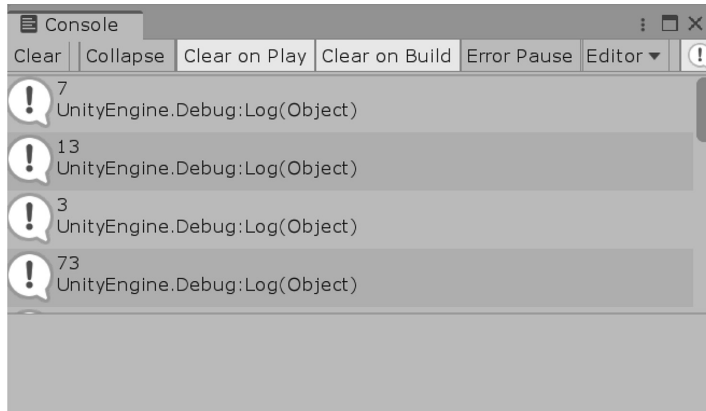 Console
Clear Collapse Clear on Play Clear on Build Error Pause Editor
7
UnityEngine.Debug:Log(Object)
13
UnityEngine.Debug:Log(Object)
3
UnityEngine.Debug:Log(Object)
73
UnityEngine.Debug:Log(Object)